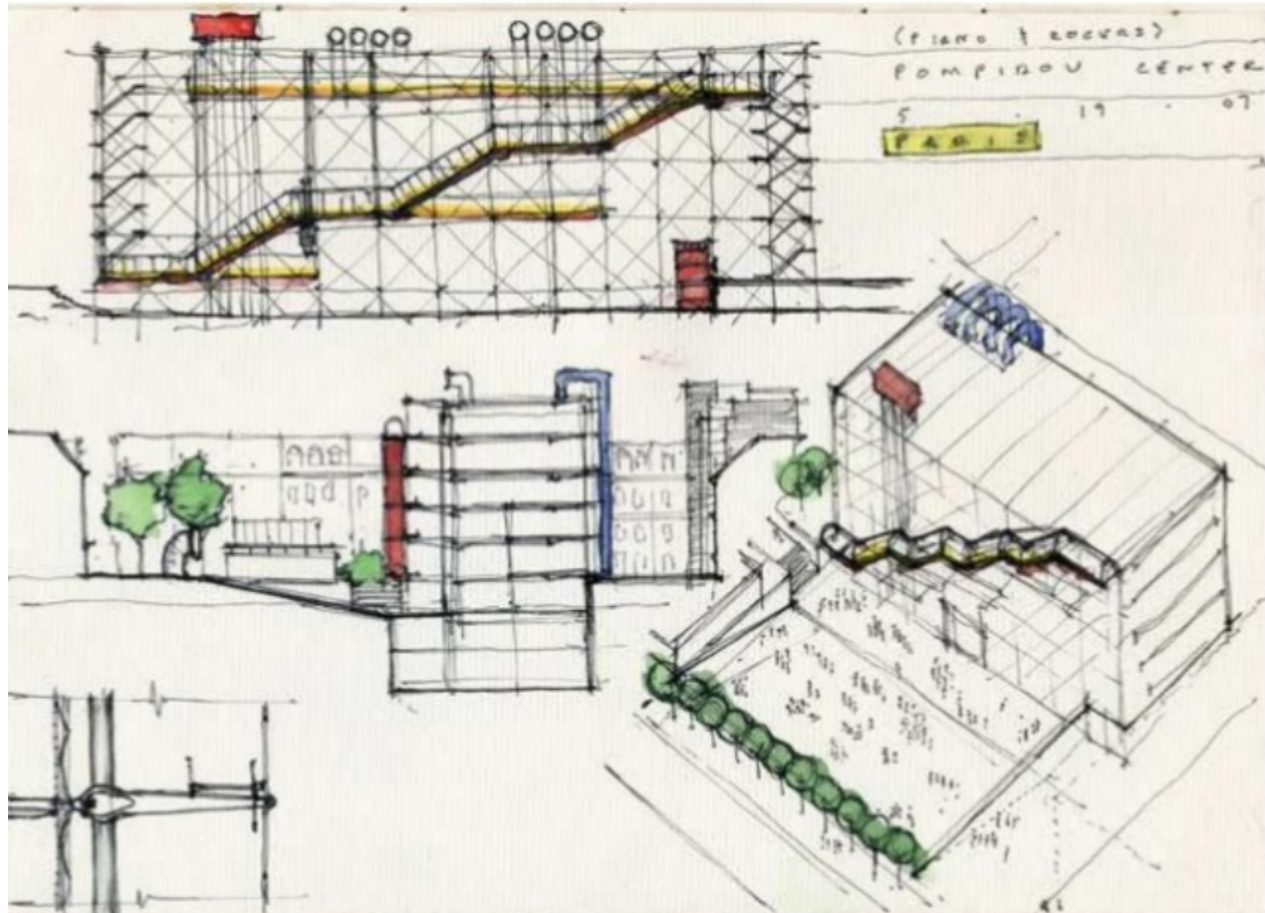 (PIANO & ROGERS)
POMPIDOU CENTER
5 . 19 . 07
PARIS